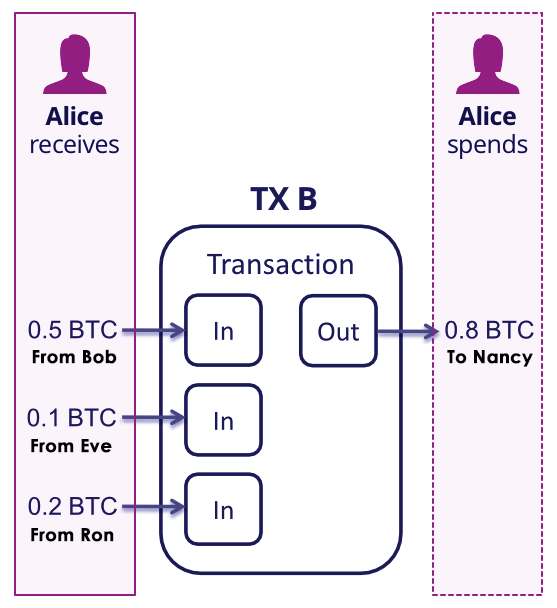 Alice
receives
Alice
spends
TX B
Transaction
0.5 BTC
From Bob
In
Out
0.8 BTC
To Nancy
0.1 BTC
From Eve
In
0.2 BTC
From Ron
In